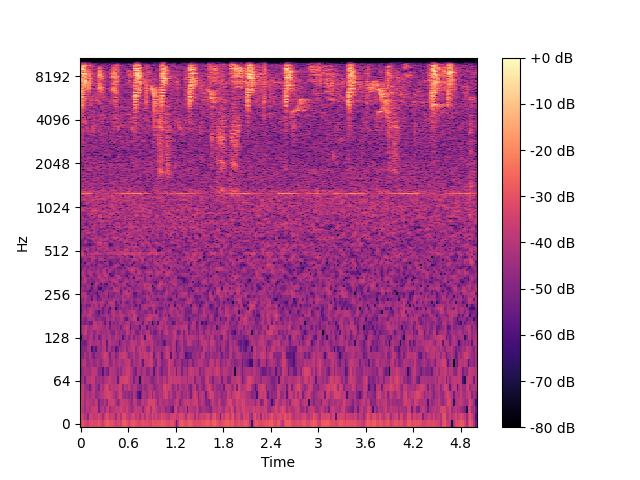 8192
4096
2048
1024
512
256
128
64
0
Hz
0 0.6 1.2 1.8 2.4 3 3.6 4.2 4.8
Time
+0 dB
-10 dB
-20 dB
-30 dB
-40 dB
-50 dB
-60 dB
-70 dB
-80 dB